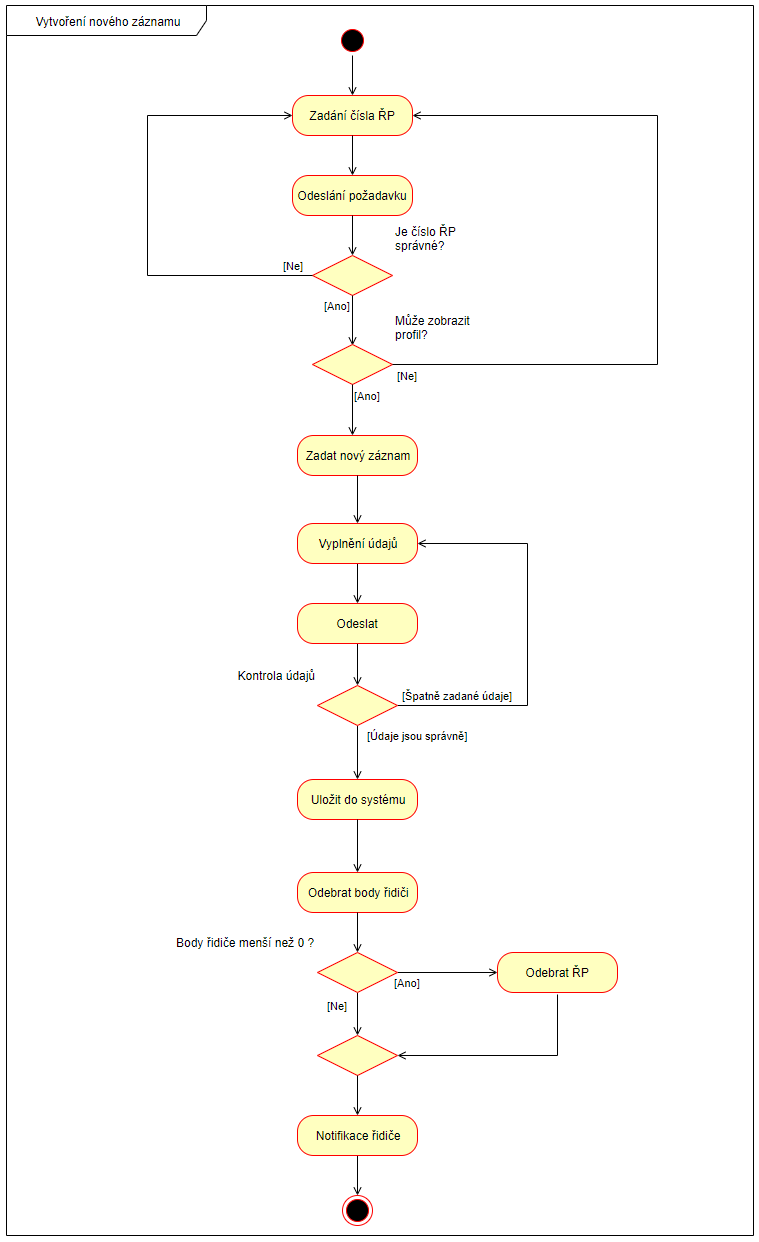 Vytvoření nového záznamu
Zadání čísla ŘP
Odeslání požadavku
Je číslo ŘP
správné?
[Ne]
[Ano]
Může zobrazit
profil?
[Ne]
[Ano]
Zadat nový záznam
Vyplnění údajů
Odeslat
Kontrola údajů
[Špatně zadané údaje]
[Údaje jsou správně]
Uložit do systému
Odebrat body řidiči
Body řidiče menší než 0 ?
[Ano]
Odebrat ŘP
[Ne]
Notifikace řidiče